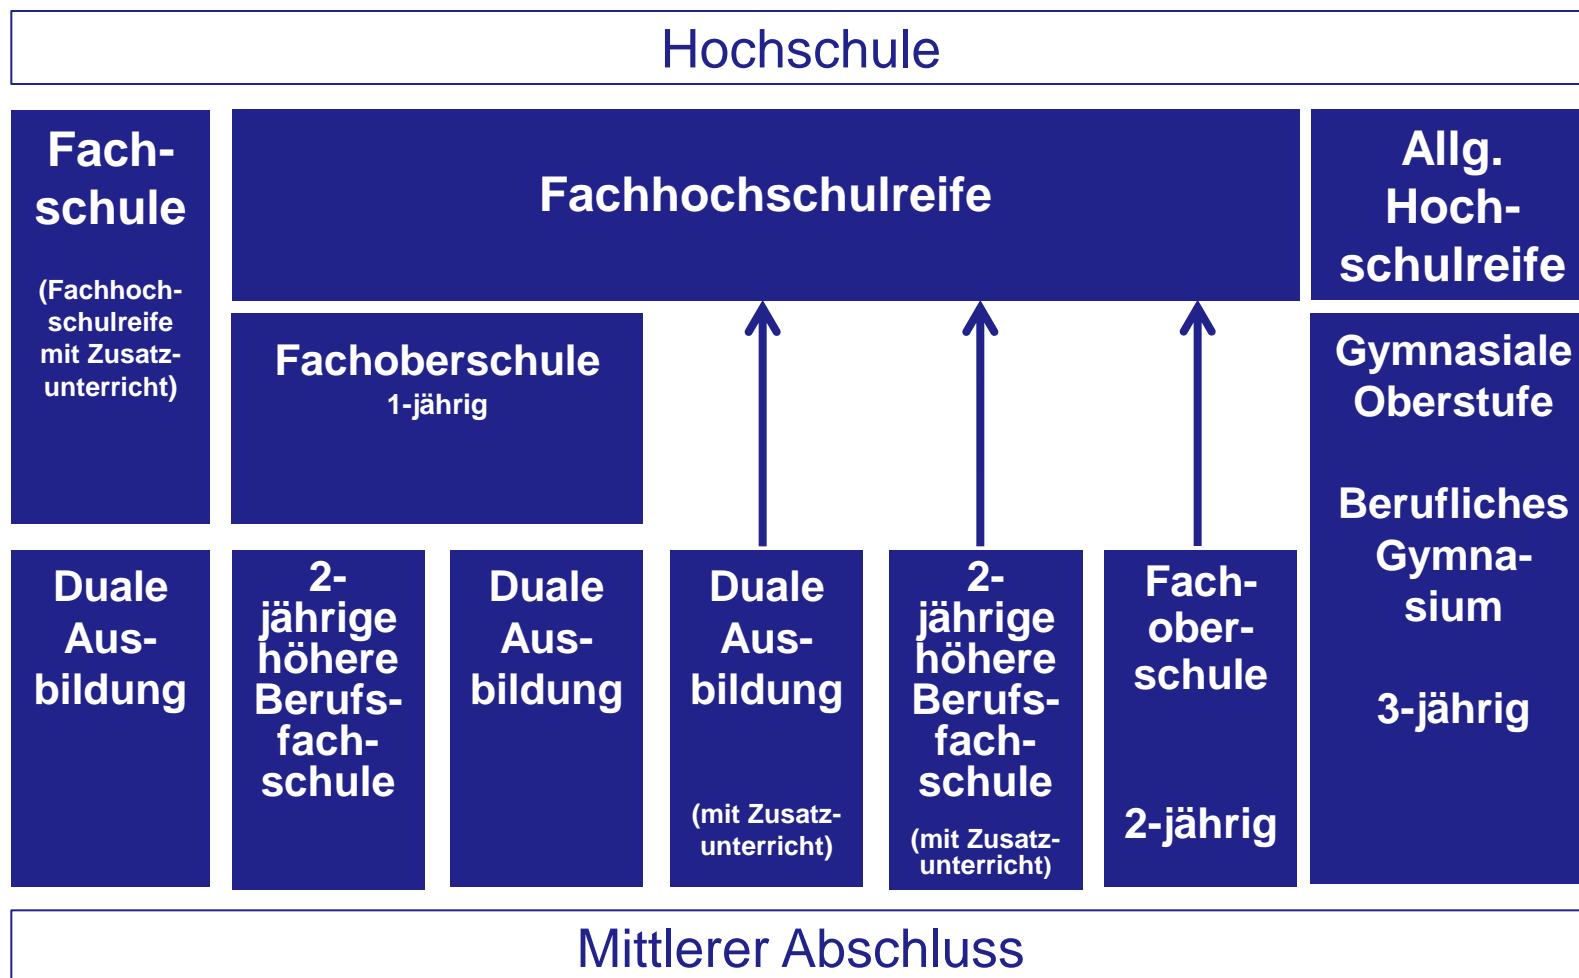 Hochschule
Fach-
schule
(Fachhoch-
schulreife
mit Zusatz-
unterricht)
Fachhochschulreife
Allg.
Hoch-
schulreife
Fachoberschule
1-jährig
Gymnasiale
Oberstufe
Berufliches
Gymna-
sium
3-jährig
Duale
Aus-
bildung
2-
jährige
höhere
Berufs-
fach-
schule
Duale
Aus-
bildung
Duale
Aus-
bildung
(mit Zusatz-
unterricht)
2-
jährige
höhere
Berufs-
fach-
schule
(mit Zusatz-
unterricht)
Fach-
ober-
schule
2-jährig
Mittlerer Abschluss